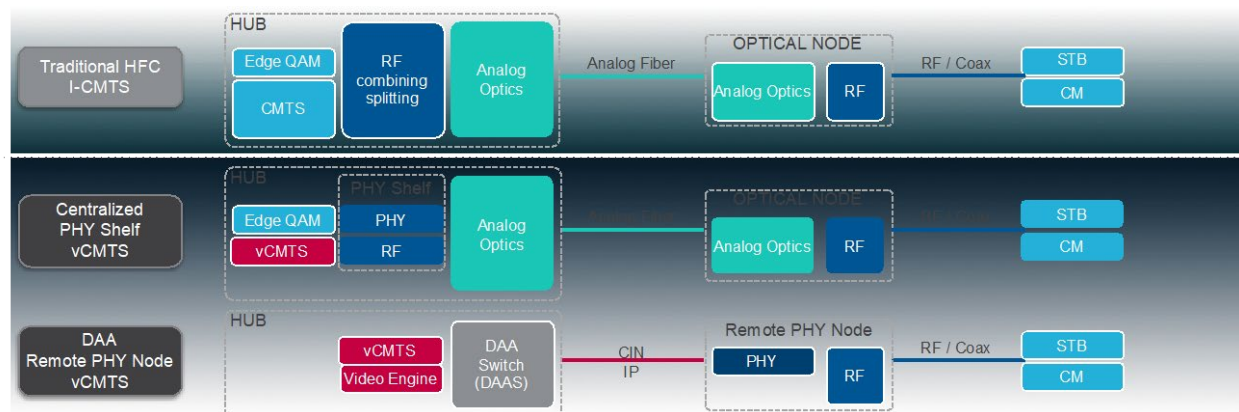 HUB
Traditional HFC
I-CMTS
Edge QAM
CMTS
RF
combining
splitting
Analog
Optics
Analog Fiber
OPTICAL NODE
Analog Optics
RF
RF / Coax
STB
CM
HUB
Centralized
PHY Shelf
vCMTS
Edge QAM
vCMTS
PHY Shelf
PHY
RF
Analog
Optics
Analog Fiber
OPTICAL NODE
Analog Optics
RF
RF / Coax
STB
CM
HUB
DAA
Remote PHY Node
vCMTS
vCMTS
Video Engine
DAA
Switch
(DAAS)
CIN
IP
Remote PHY Node
PHY
RF
RF / Coax
STB
CM